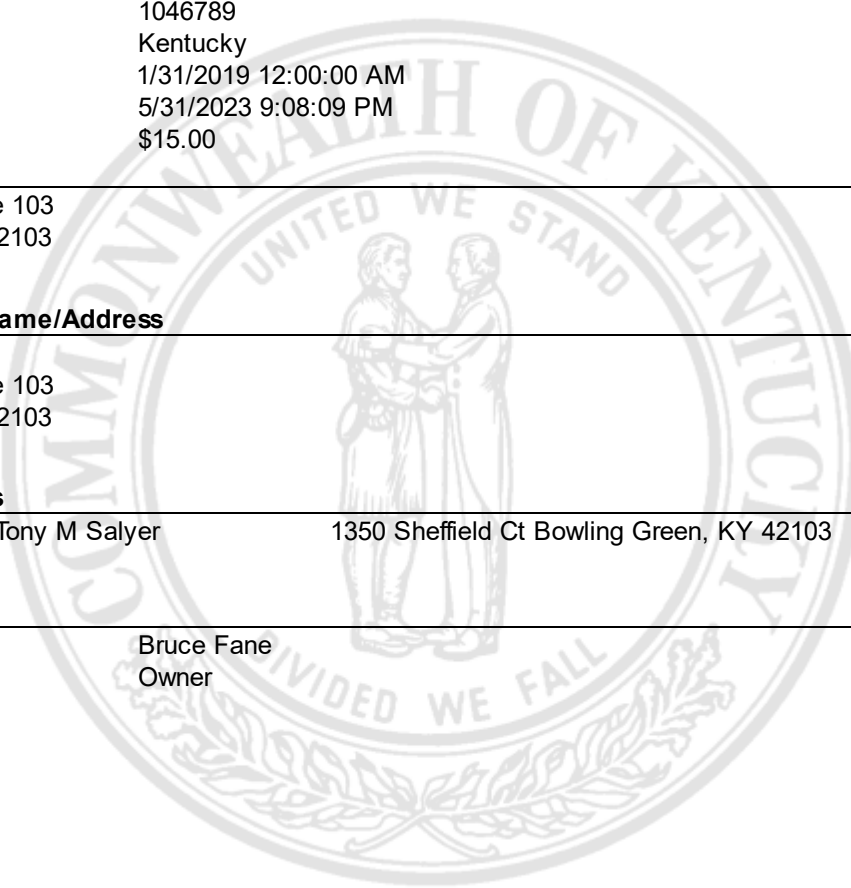 1046789
Kentucky
1/31/2019 12:00:00 AM
5/31/2023 9:08:09 PM
$15.00
e 103
2103
ame/Address
e 103
2103
s
Tony M Salyer 1350 Sheffield Ct Bowling Green, KY 42103
Bruce Fane
Owner
COMMONWEALTH OF KENTUCKY
UNITED WE STAND
DIVIDED WE FALL